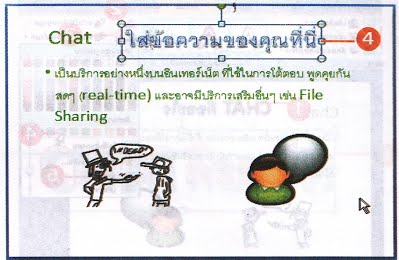 Chat ใส่ข้อความของคุณที่นี่ 4
• เป็นบริการอย่างหนึ่งบนอินเทอร์เน็ต ที่ใช้ในการโต้ตอบ พูดคุยกัน
สดๆ (real-time) และอาจมีบริการเสริมอื่นๆ เช่น File
Sharing